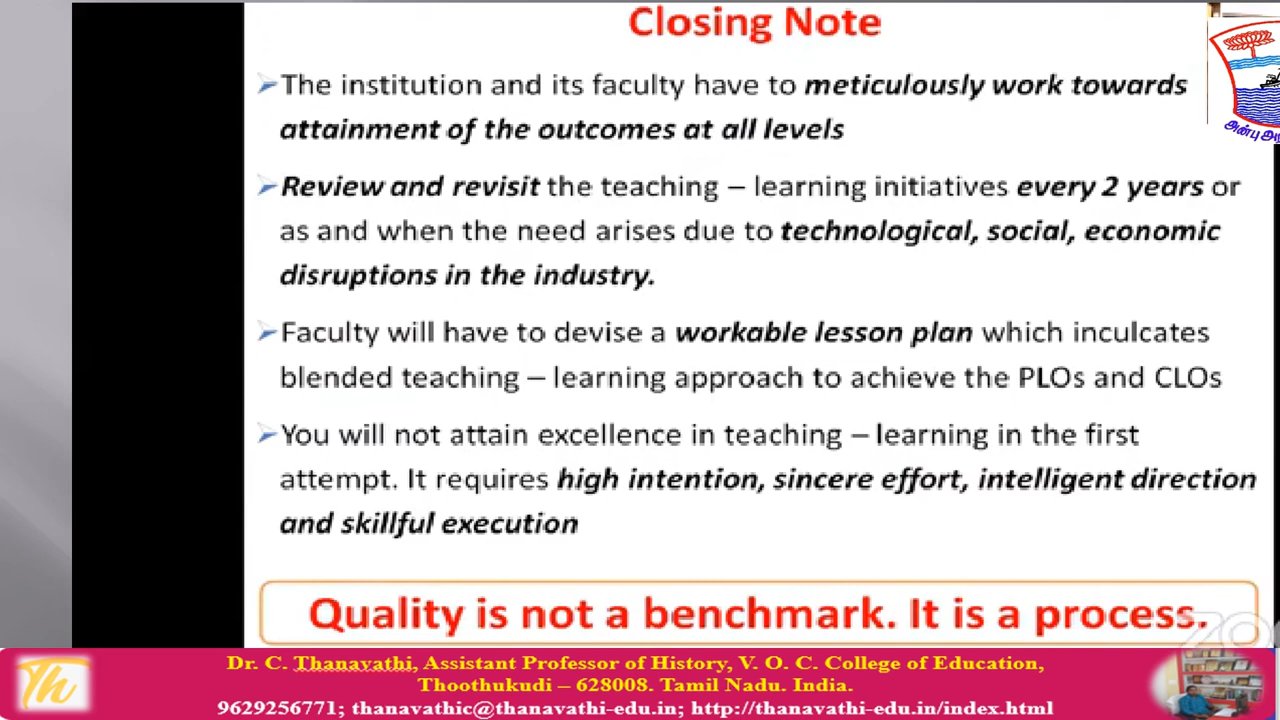 Closing Note
The institution and its faculty have to meticulously work towards
attainment of the outcomes at all levels
Review and revisit the teaching – learning initiatives every 2 years or
as and when the need arises due to technological, social, economic
disruptions in the industry.
Faculty will have to devise a workable lesson plan which inculcates
blended teaching – learning approach to achieve the PLOs and CLOs
You will not attain excellence in teaching – learning in the first
attempt. It requires high intention, sincere effort, intelligent direction
and skillful execution
Quality is not a benchmark. It is a process.
அன்பு
Th
Dr. C. Thanavathi, Assistant Professor of History, V. O. C. College of Education,
Thoothukudi – 628008. Tamil Nadu. India.
9629256771; thanavathic@thanavathi-edu.in; http://thanavathi-edu.in/index.html